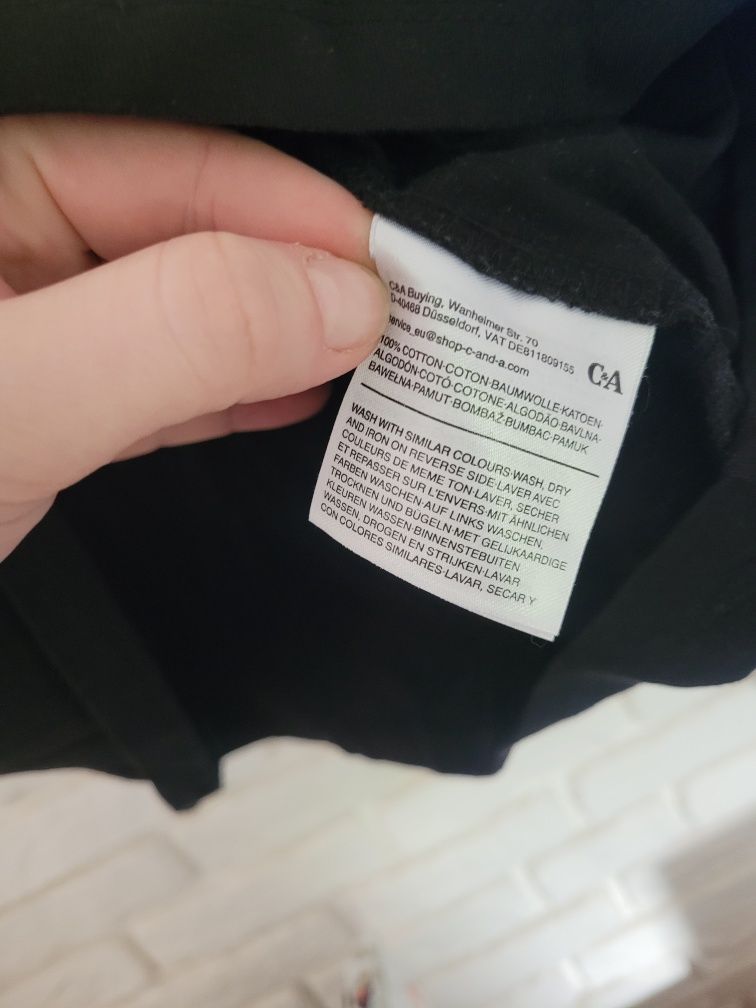 C&A Buying, Wanheimer Str. 70
D-40468 Düsseldorf, VAT DE811809155
service_eu@shop-c-and-a.com
C&A
100% COTTON·COTON·BAUMWOLLE·KATOEN·
ALGODÓN·COTÓ·COTONE·ALGODÃO·BAVLNA·
BAWEŁNA·PAMUT·BOMBAŽ·BUMBAC·PAMUK
WASH WITH SIMILAR COLOURS·WASH, DRY
AND IRON ON REVERSE SIDE·LAVER AVEC
COULEURS DE MEME TON·LAVER, SECHER
ET REPASSER SUR L'ENVERS·MIT ÄHNLICHEN
FARBEN WASCHEN·AUF LINKS WASCHEN,
TROCKNEN UND BÜGELN·MET GELIJKAARDIGE
KLEUREN WASSEN·BINNENSTEBUITEN
WASSEN, DROGEN EN STRIJKEN·LAVAR
CON COLORES SIMILARES·LAVAR, SECAR Y